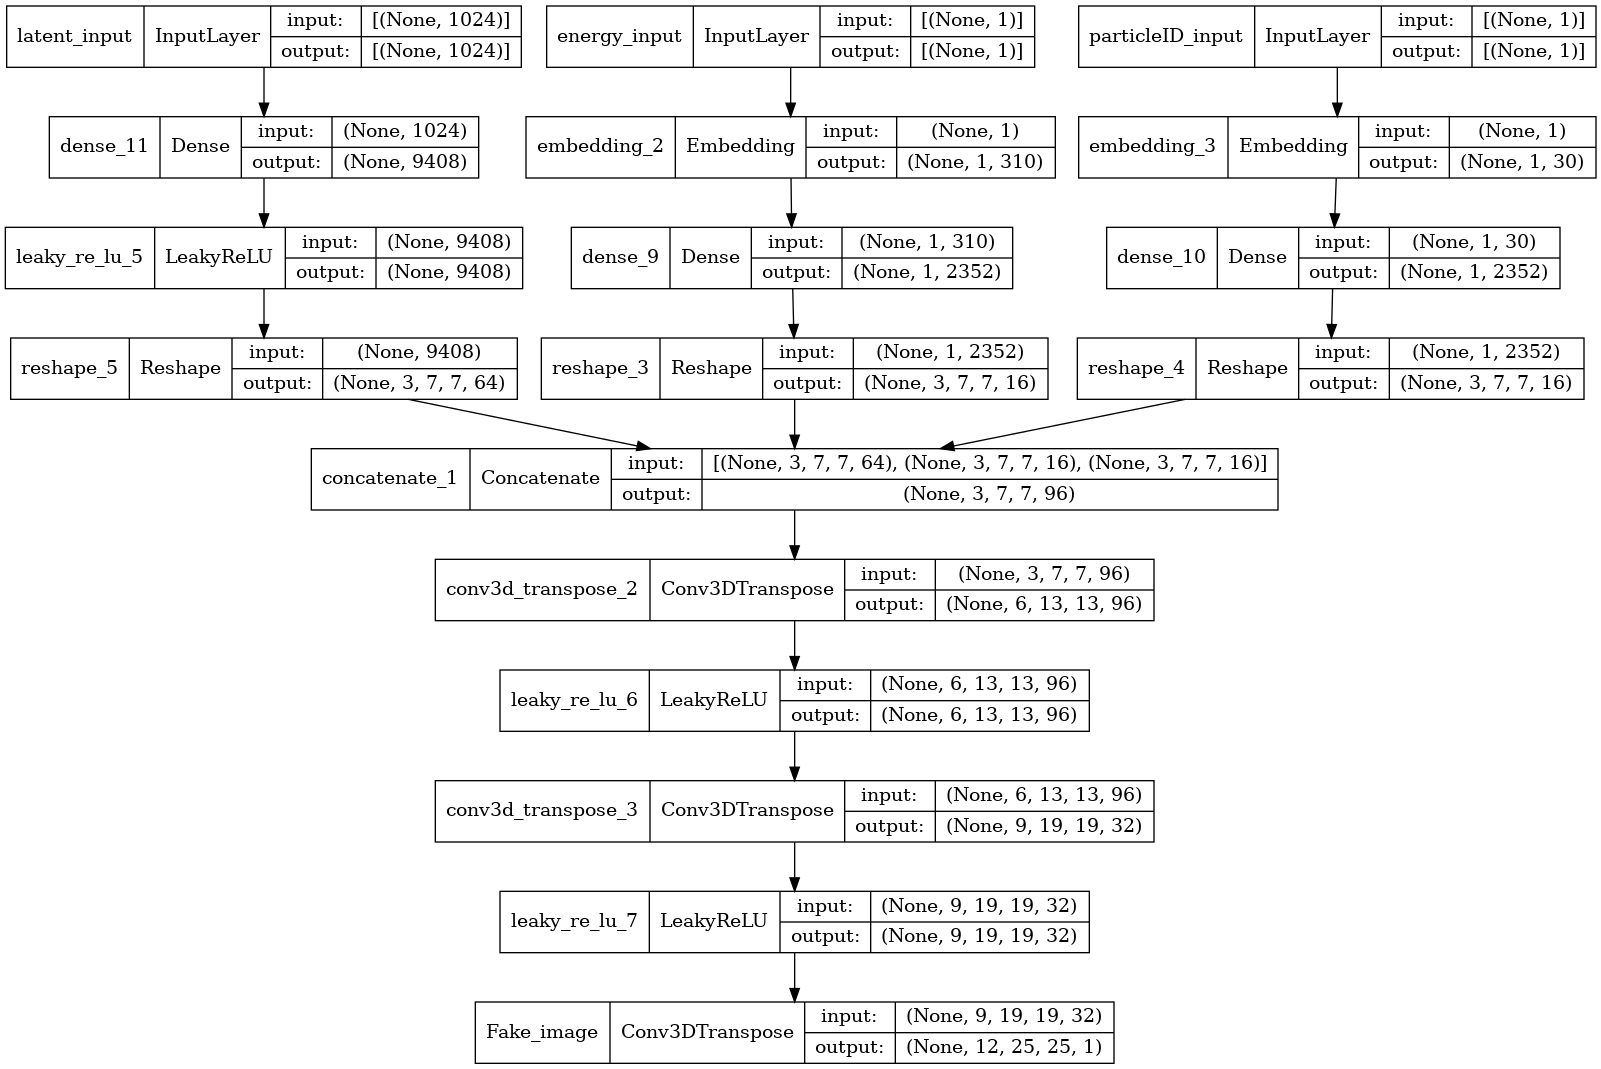 latent_input InputLayer input: [(None, 1024)]
output: [(None, 1024)]
energy_input InputLayer input: [(None, 1)]
output: [(None, 1)]
particleID_input InputLayer input: [(None, 1)]
output: [(None, 1)]
dense_11 Dense input: (None, 1024)
output: (None, 9408)
embedding_2 Embedding input: (None, 1)
output: (None, 1, 310)
embedding_3 Embedding input: (None, 1)
output: (None, 1, 30)
leaky_re_lu_5 LeakyReLU input: (None, 9408)
output: (None, 9408)
dense_9 Dense input: (None, 1, 310)
output: (None, 1, 2352)
dense_10 Dense input: (None, 1, 30)
output: (None, 1, 2352)
reshape_5 Reshape input: (None, 9408)
output: (None, 3, 7, 7, 64)
reshape_3 Reshape input: (None, 1, 2352)
output: (None, 3, 7, 7, 16)
reshape_4 Reshape input: (None, 1, 2352)
output: (None, 3, 7, 7, 16)
concatenate_1 Concatenate input: [(None, 3, 7, 7, 64), (None, 3, 7, 7, 16), (None, 3, 7, 7, 16)]
output: (None, 3, 7, 7, 96)
conv3d_transpose_2 Conv3DTranspose input: (None, 3, 7, 7, 96)
output: (None, 6, 13, 13, 96)
leaky_re_lu_6 LeakyReLU input: (None, 6, 13, 13, 96)
output: (None, 6, 13, 13, 96)
conv3d_transpose_3 Conv3DTranspose input: (None, 6, 13, 13, 96)
output: (None, 9, 19, 19, 32)
leaky_re_lu_7 LeakyReLU input: (None, 9, 19, 19, 32)
output: (None, 9, 19, 19, 32)
Fake_image Conv3DTranspose input: (None, 9, 19, 19, 32)
output: (None, 12, 25, 25, 1)